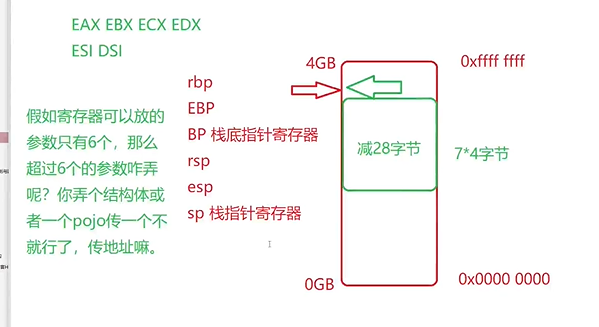 EAX EBX ECX EDX
ESI DSI
假如寄存器可以放的
参数只有6个，那么
超过6个的参数咋弄
呢？你弄个结构体或
者一个pojo传一个不
就行了，传地址嘛。
rbp
EBP
BP 栈底指针寄存器
rsp
esp
sp 栈指针寄存器
4GB
0xffff ffff
减28字节
7*4字节
0GB
0x0000 0000